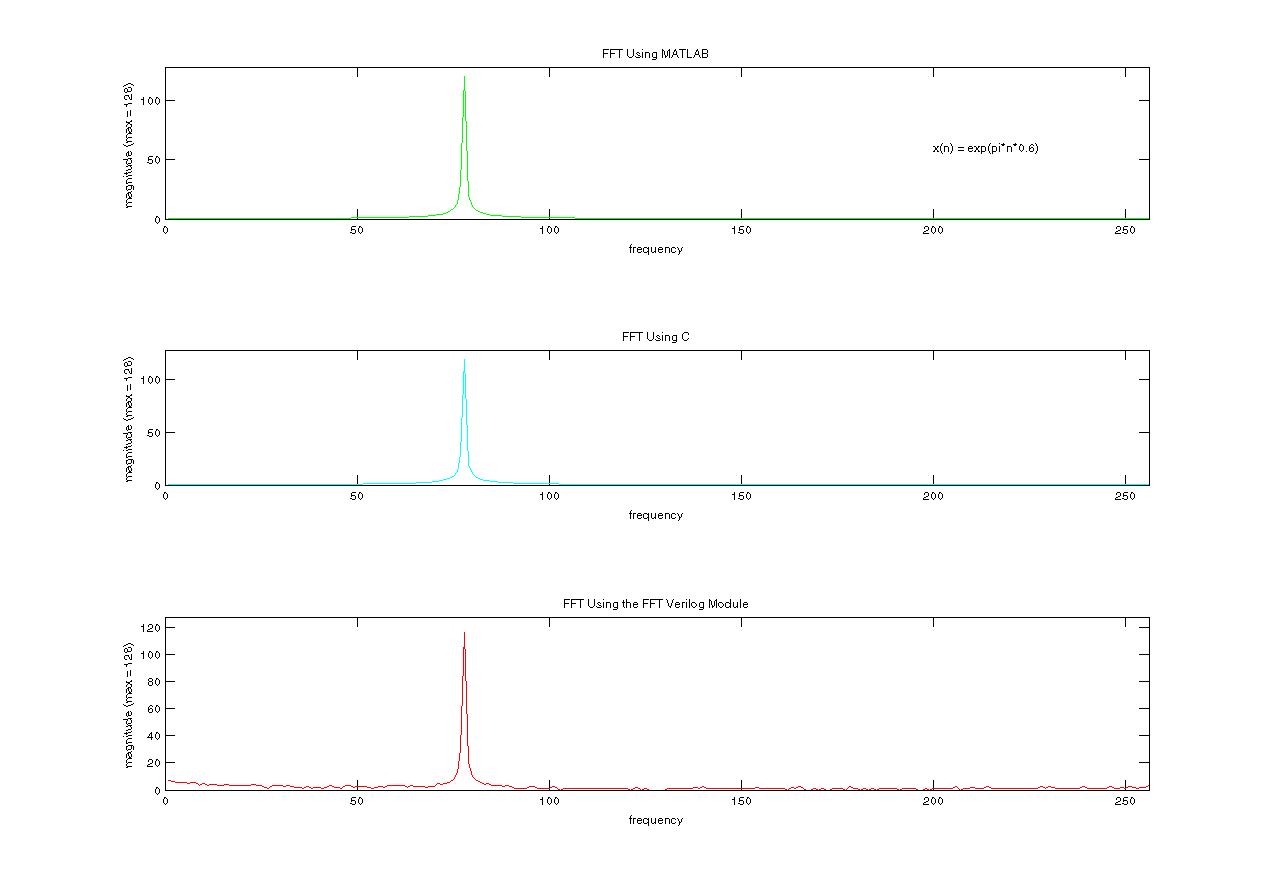 FFT Using MATLAB
magnitude (max = 128)
100
50
0
x(n) = exp(pi*n*0.6)
0 50 100 150 200 250
frequency
FFT Using C
magnitude (max = 128)
100
50
0
0 50 100 150 200 250
frequency
FFT Using the FFT Verilog Module
magnitude (max = 128)
120
100
80
60
40
20
0
0 50 100 150 200 250
frequency